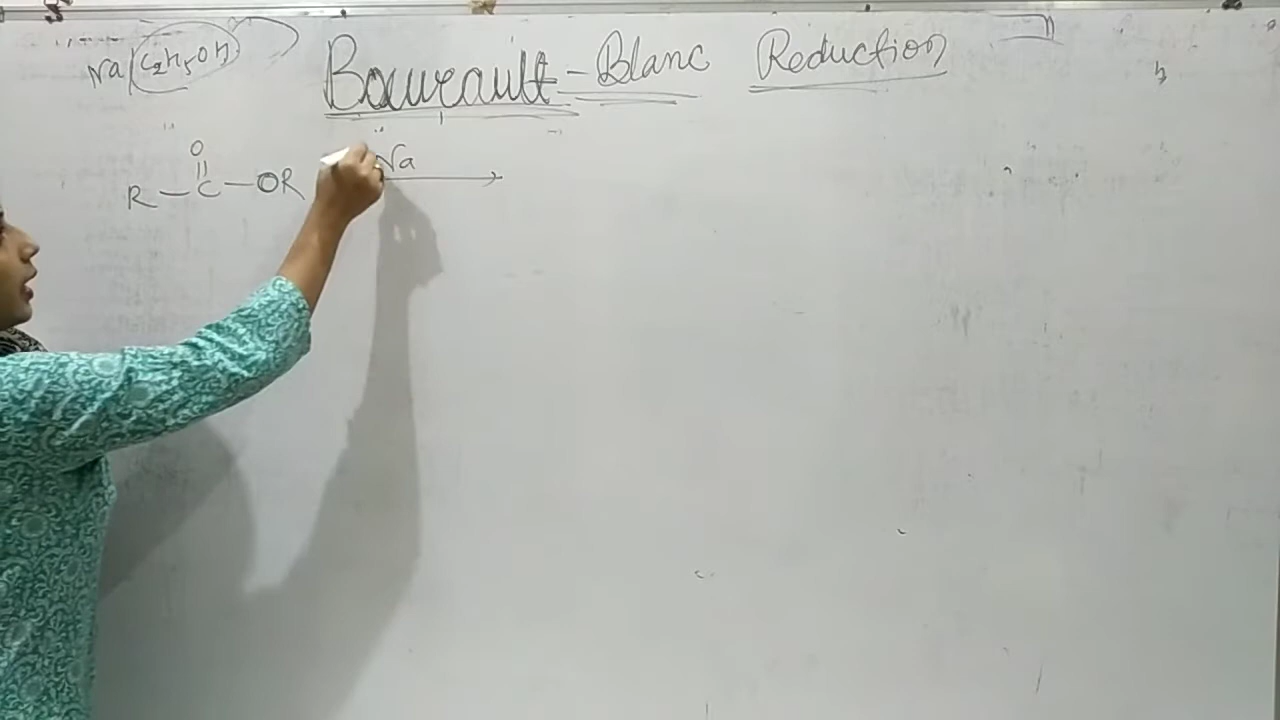 Na/C₂H₅OH
Bouveault-Blanc Reduction
O
R — C — OR
Na